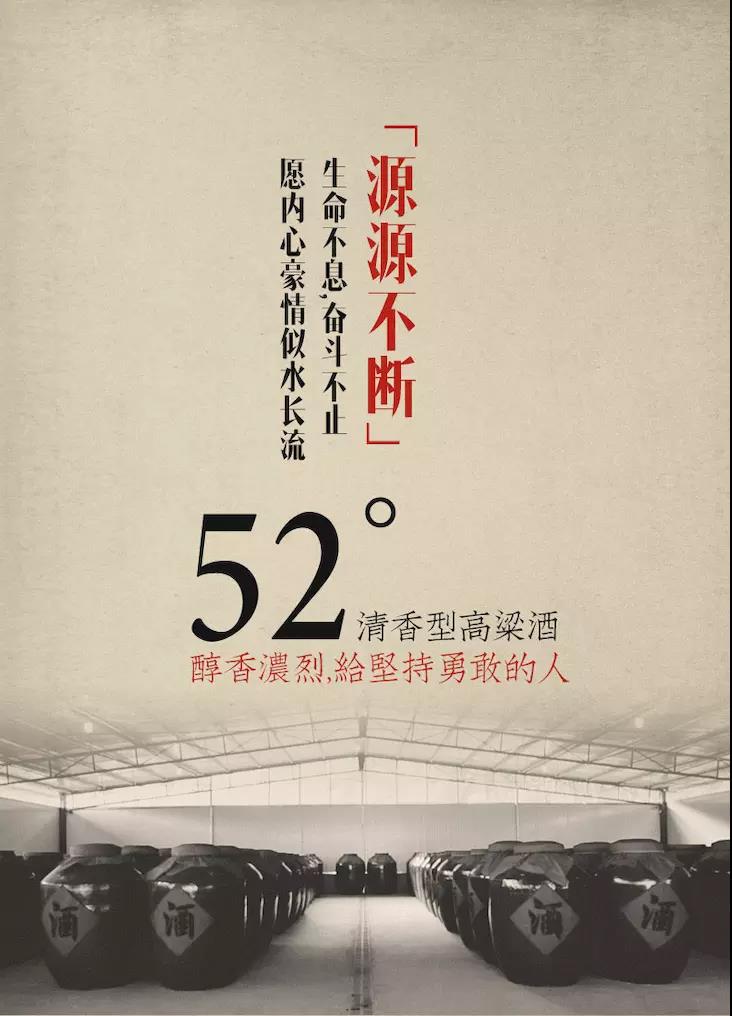 「源源不断」
生命不息,奋斗不止
愿内心豪情似水长流
52°
清香型高粱酒
醇香濃烈,給堅持勇敢的人
酒
酒
酒
酒